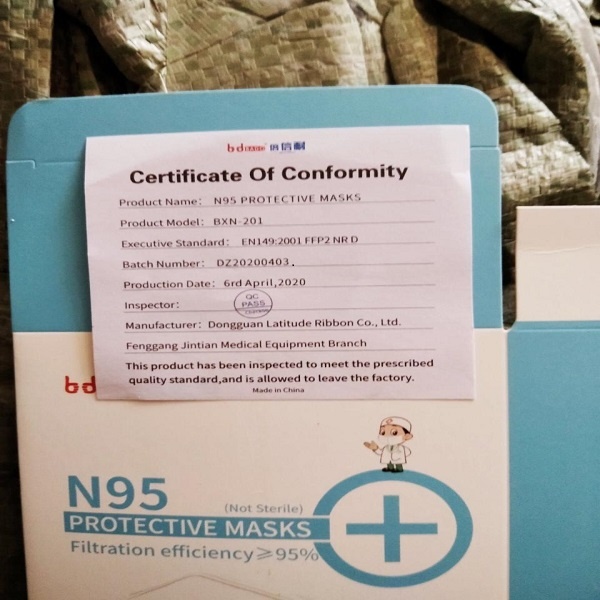 bd 倍信耐
Certificate Of Conformity
Product Name: N95 PROTECTIVE MASKS
Product Model: BXN-201
Executive Standard: EN149:2001 FFP2 NR D
Batch Number: DZ20200403.
Production Date: 6rd April,2020
Inspector: QC PASS
Manufacturer: Dongguan Latitude Ribbon Co., Ltd.
Fenggang Jintian Medical Equipment Branch
This product has been inspected to meet the prescribed
quality standard,and is allowed to leave the factory.
Made in China
bd
N95
(Not Sterile)
PROTECTIVE MASKS
Filtration efficiency≥95%